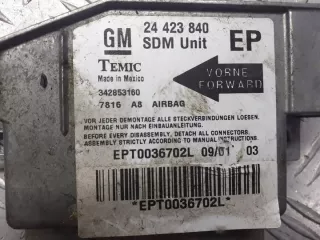 GM 24 423 840 EP
SDM Unit
TEMIC
Made in Mexico
VORNE
FORWARD
342853160
7816 A8 AIRBAG
VOR JEDER DEMONTAGE ALLE STECKVERBINDUNGEN LOESEN.
MONTAGE NUR NACH EINBAUANLEITUNG.
BEFORE EVERY DISASSEMBLY, DETACH ALL CONNECTORS.
ASSEMBLY STRICTLY ACCORDING TO MANUAL INSTRUCTIONS
EPT0036702L 09/01 03
*EPT0036702L*